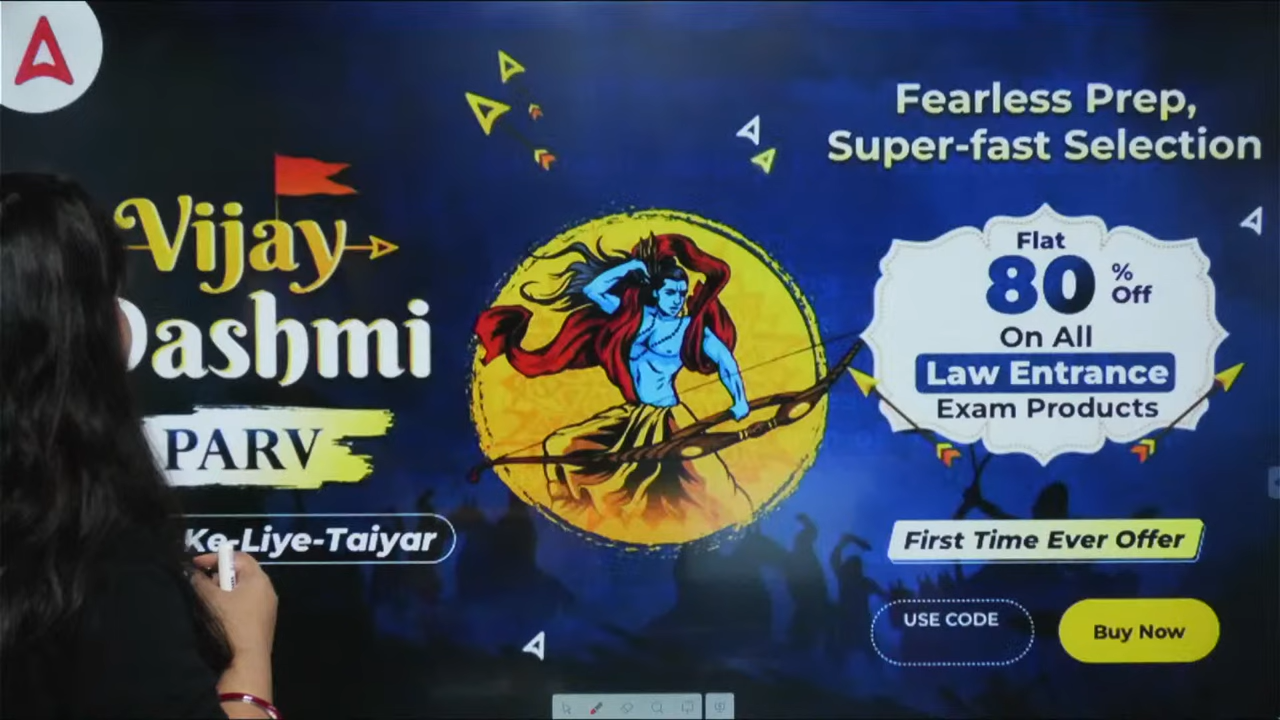 Vijay
Dashmi
PARV
Ke-Liye-Taiyar
Fearless Prep,
Super-fast Selection
Flat
80 % Off
On All
Law Entrance
Exam Products
First Time Ever Offer
USE CODE
Buy Now